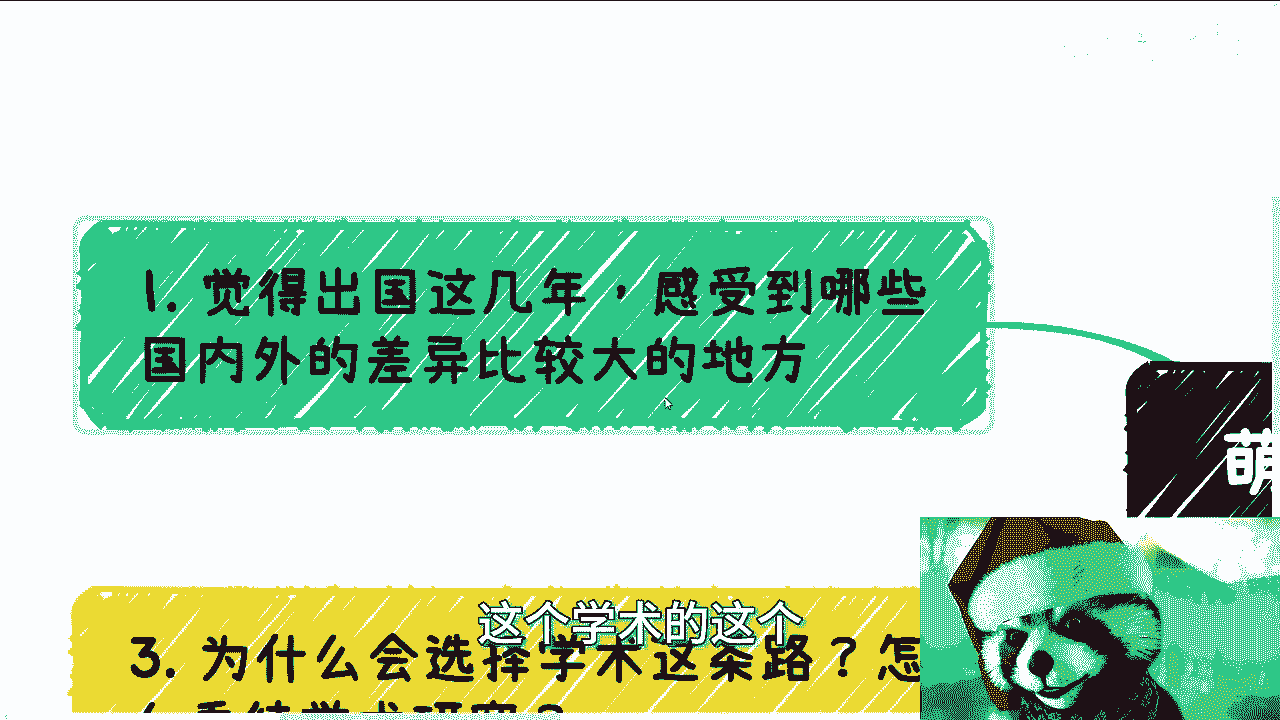 1. 觉得出国这几年，感受到哪些
国内外的差异比较大的地方
萌
这个学术的这个
3. 为什么会选择学术这条路？怎